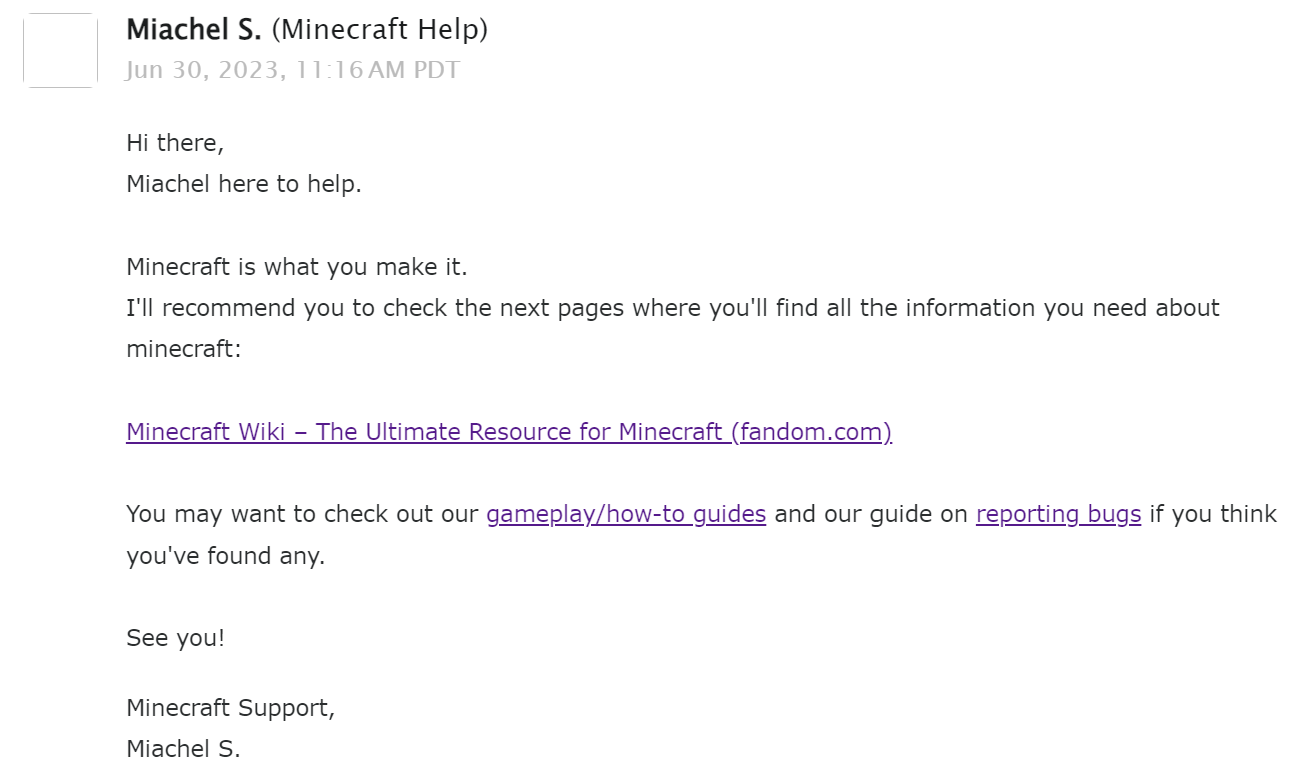 Miachel S. (Minecraft Help)
Jun 30, 2023, 11:16 AM PDT
Hi there,
Miachel here to help.
Minecraft is what you make it.
I'll recommend you to check the next pages where you'll find all the information you need about
minecraft:
Minecraft Wiki – The Ultimate Resource for Minecraft (fandom.com)
You may want to check out our gameplay/how-to guides and our guide on reporting bugs if you think
you've found any.
See you!
Minecraft Support,
Miachel S.